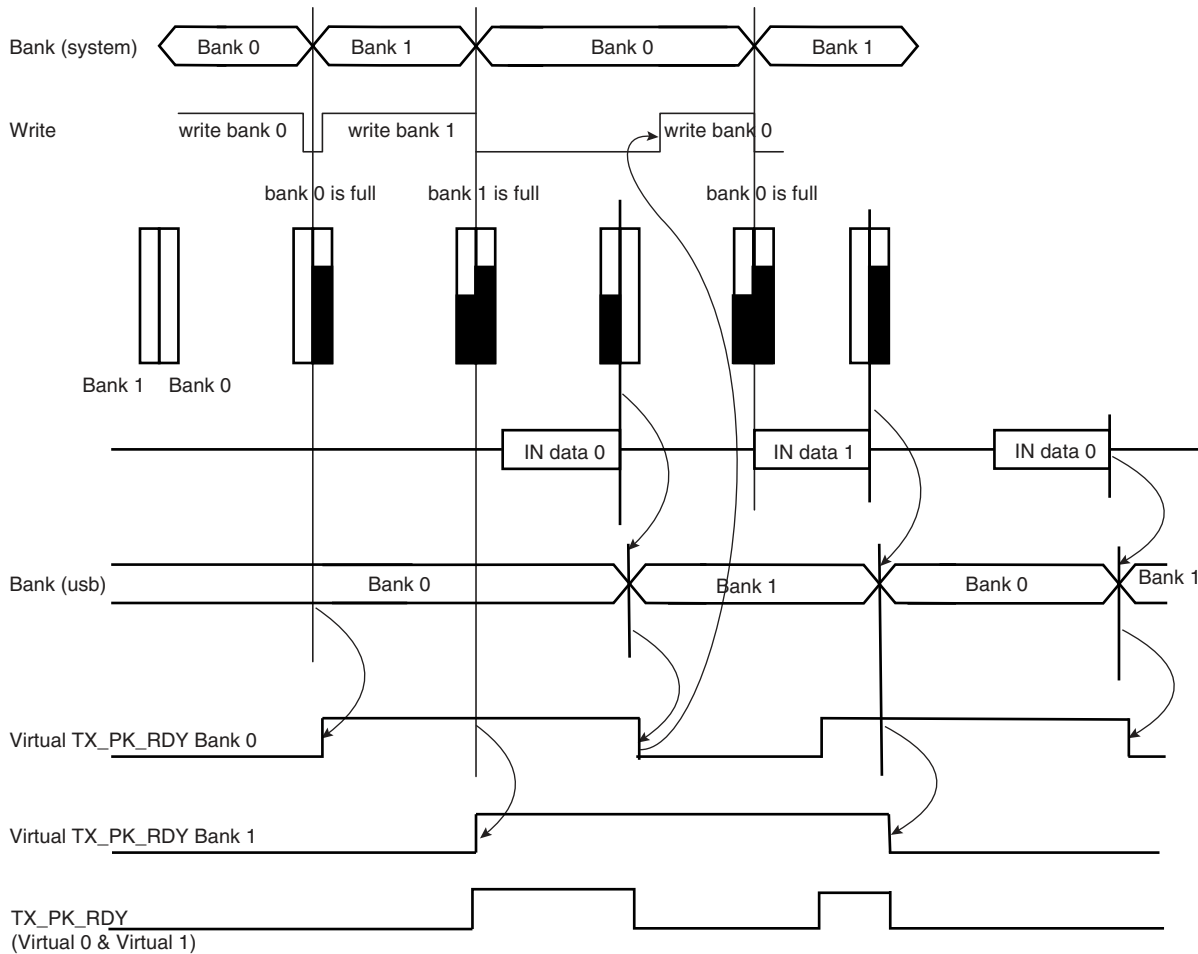 Bank (system)
Bank 0
Bank 1
Bank 0
Bank 1
Write
write bank 0
write bank 1
write bank 0
bank 0 is full
bank 1 is full
bank 0 is full
Bank 1
Bank 0
IN data 0
IN data 1
IN data 0
Bank (usb)
Bank 0
Bank 1
Bank 0
Bank 1
Virtual TX_PK_RDY Bank 0
Virtual TX_PK_RDY Bank 1
TX_PK_RDY
(Virtual 0 & Virtual 1)